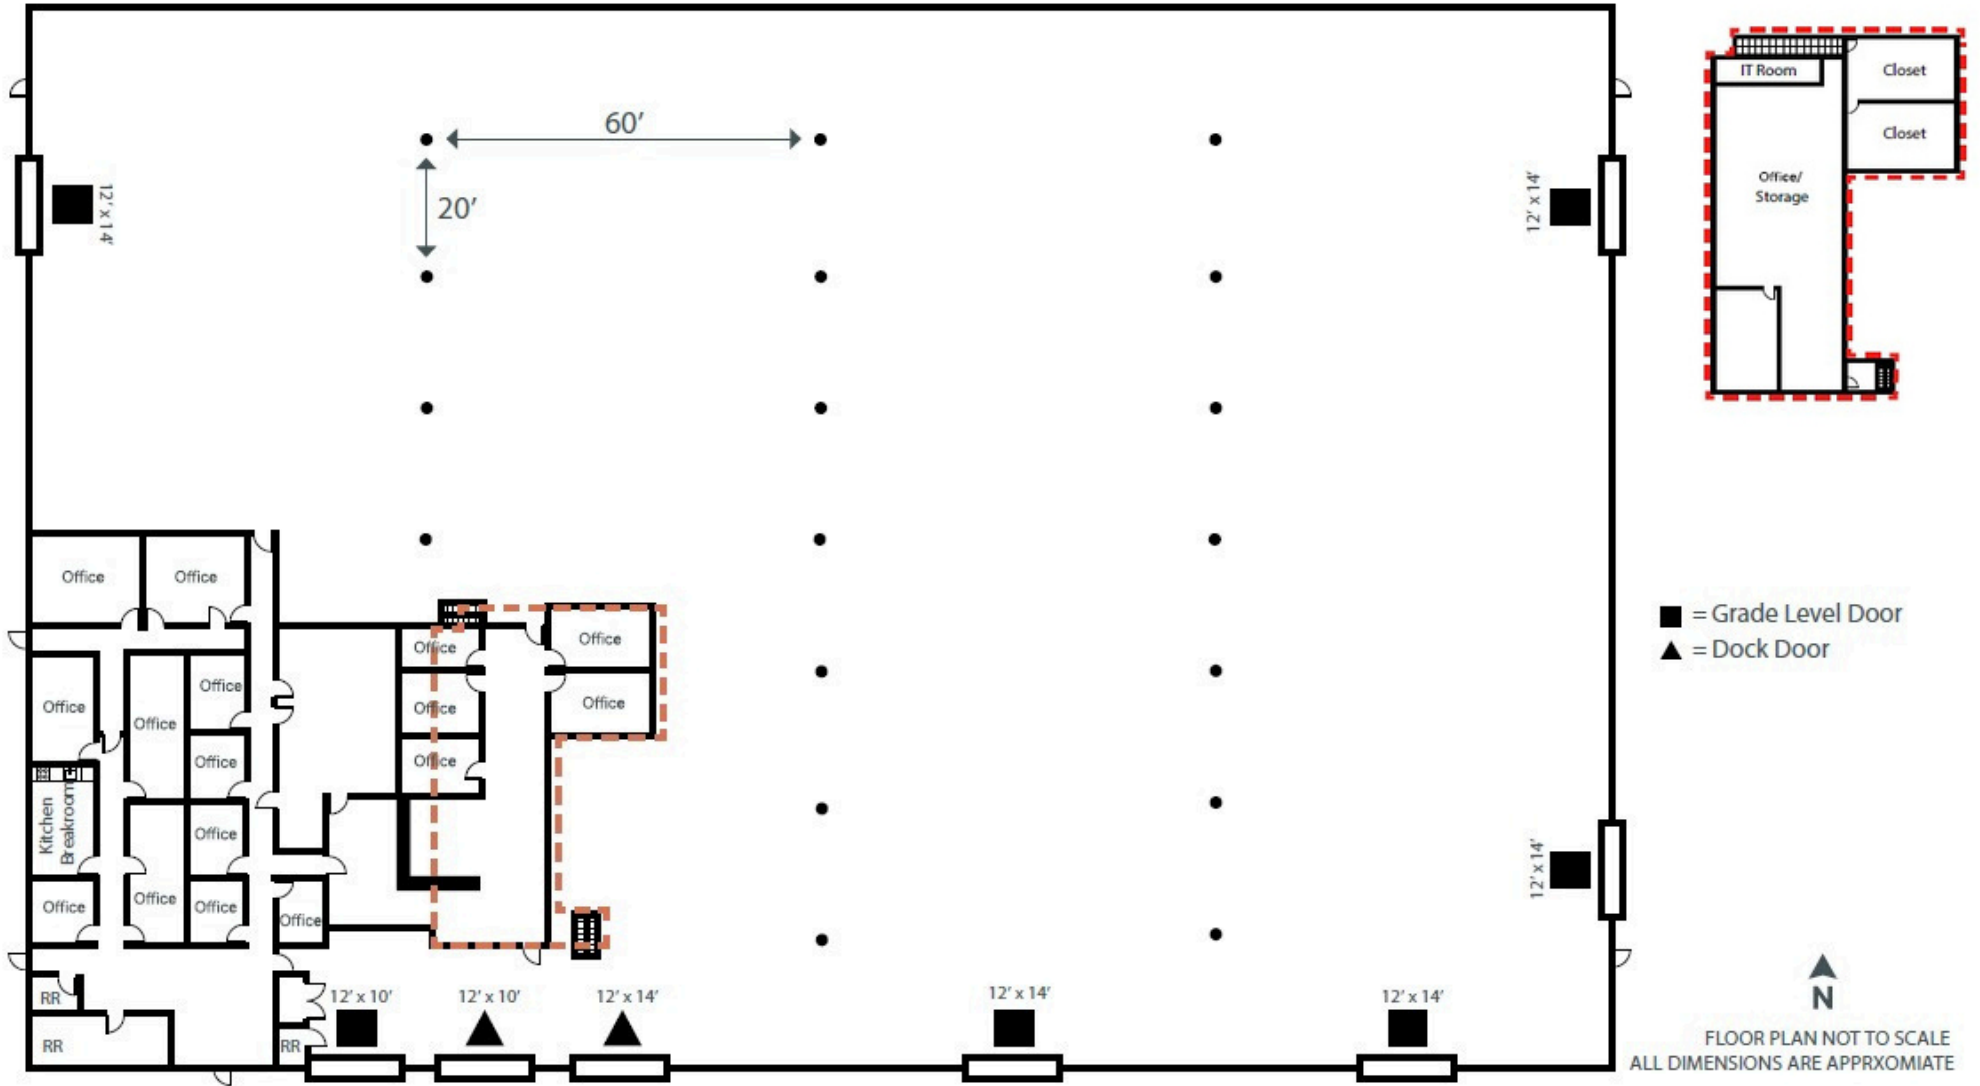 60'
20'
12' x 14'
12' x 14'
IT Room
Closet
Closet
Office/
Storage
Office
Office
Office
Office
Office
Office
Office
Office
Office
Office
Office
Office
Office
Kitchen
Breakroom
Office
Office
Office
Office
Office
RR
RR
RR
12' x 10'
12' x 10'
12' x 14'
12' x 14'
12' x 14'
12' x 14'
= Grade Level Door
= Dock Door
N
FLOOR PLAN NOT TO SCALE
ALL DIMENSIONS ARE APPRXOMIATE